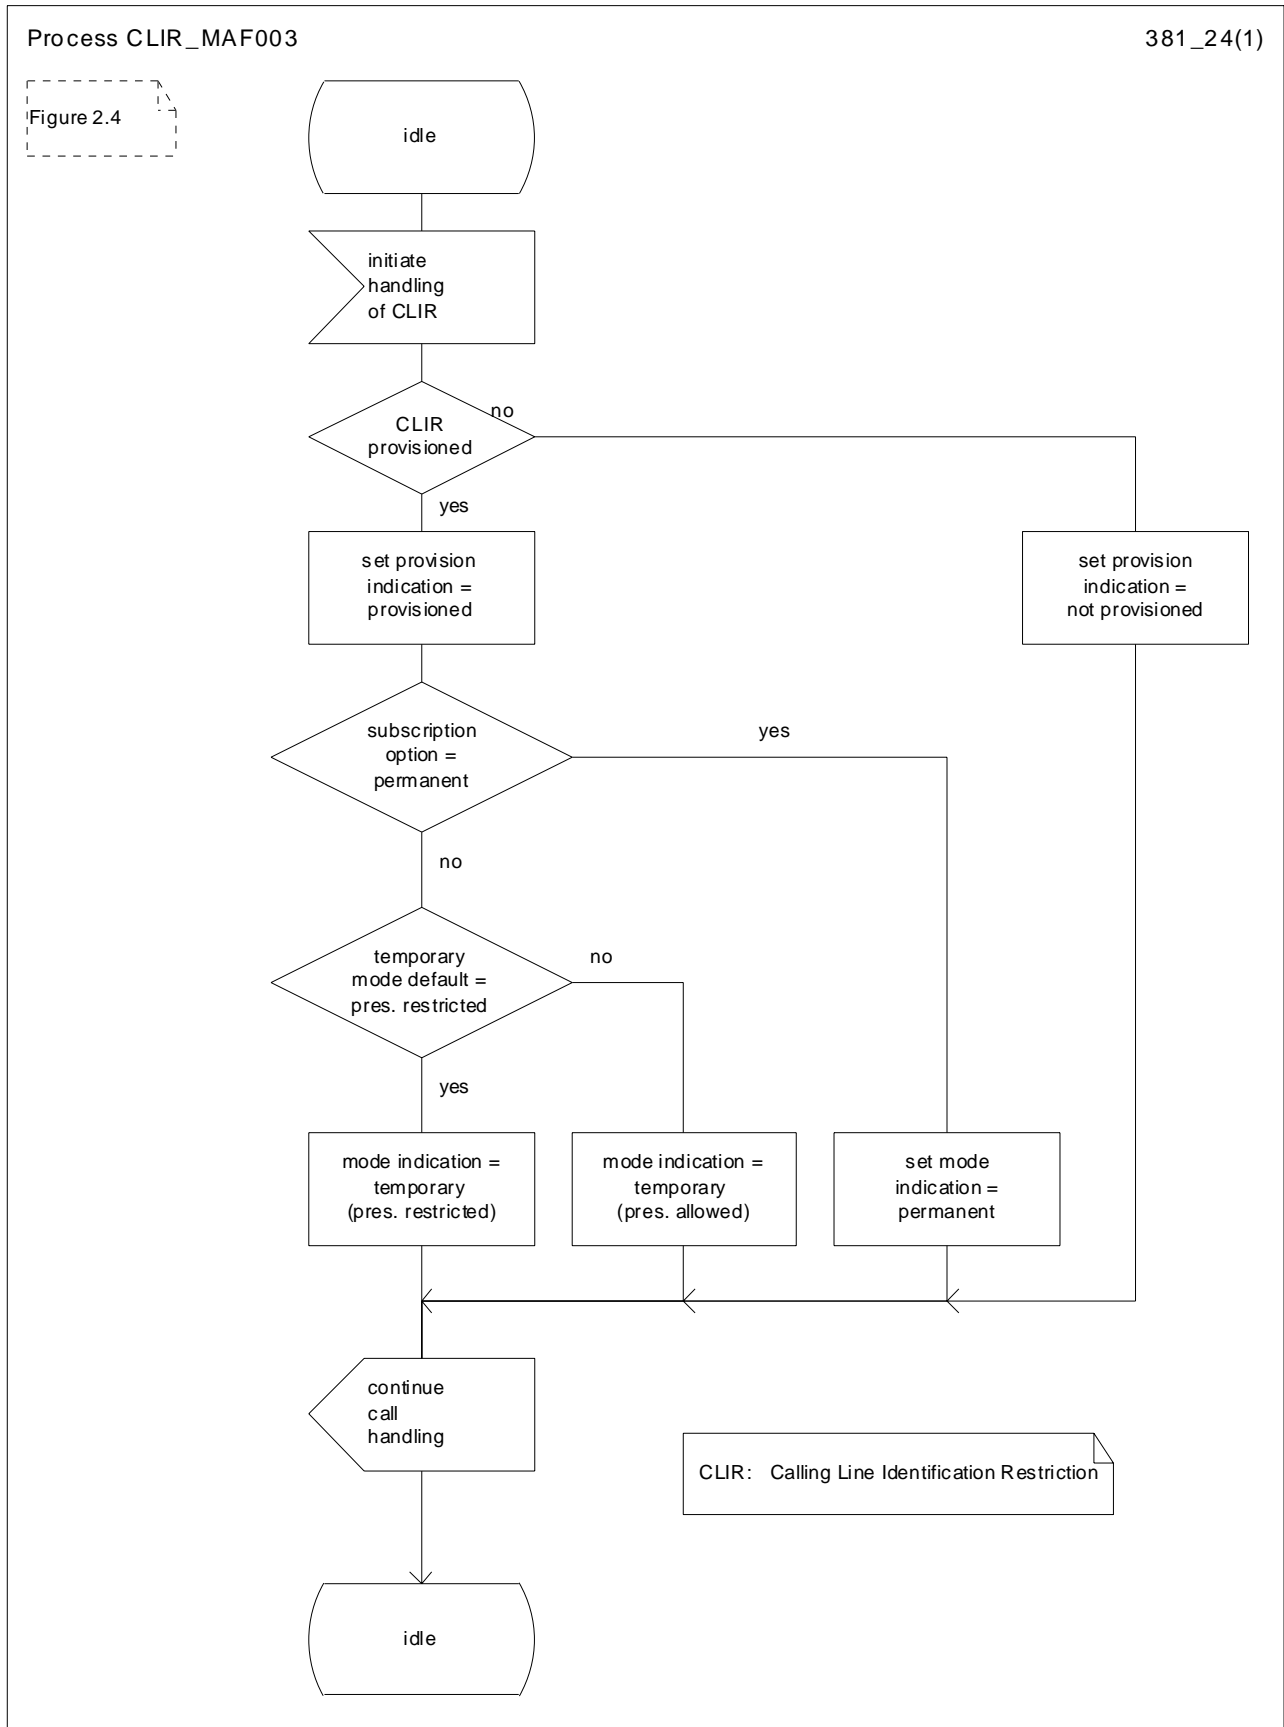 Process CLIR_MAF003
381_24(1)
Figure 2.4
idle
initiate
handling
of CLIR
CLIR
provisioned
no
yes
set provision
indication =
provisioned
set provision
indication =
not provisioned
subscription
option =
permanent
yes
no
temporary
mode default =
pres. restricted
no
yes
mode indication =
temporary
(pres. restricted)
mode indication =
temporary
(pres. allowed)
set mode
indication =
permanent
continue
call
handling
CLIR: Calling Line Identification Restriction
idle